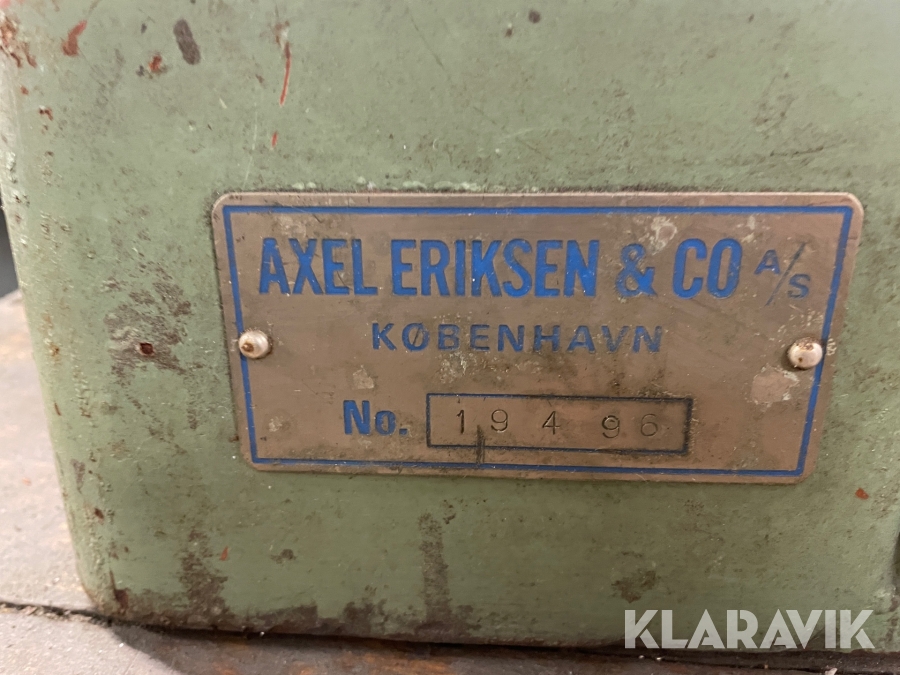 AXEL ERIKSEN & CO A/S
KØBENHAVN
No. 19496
KLARAVIK